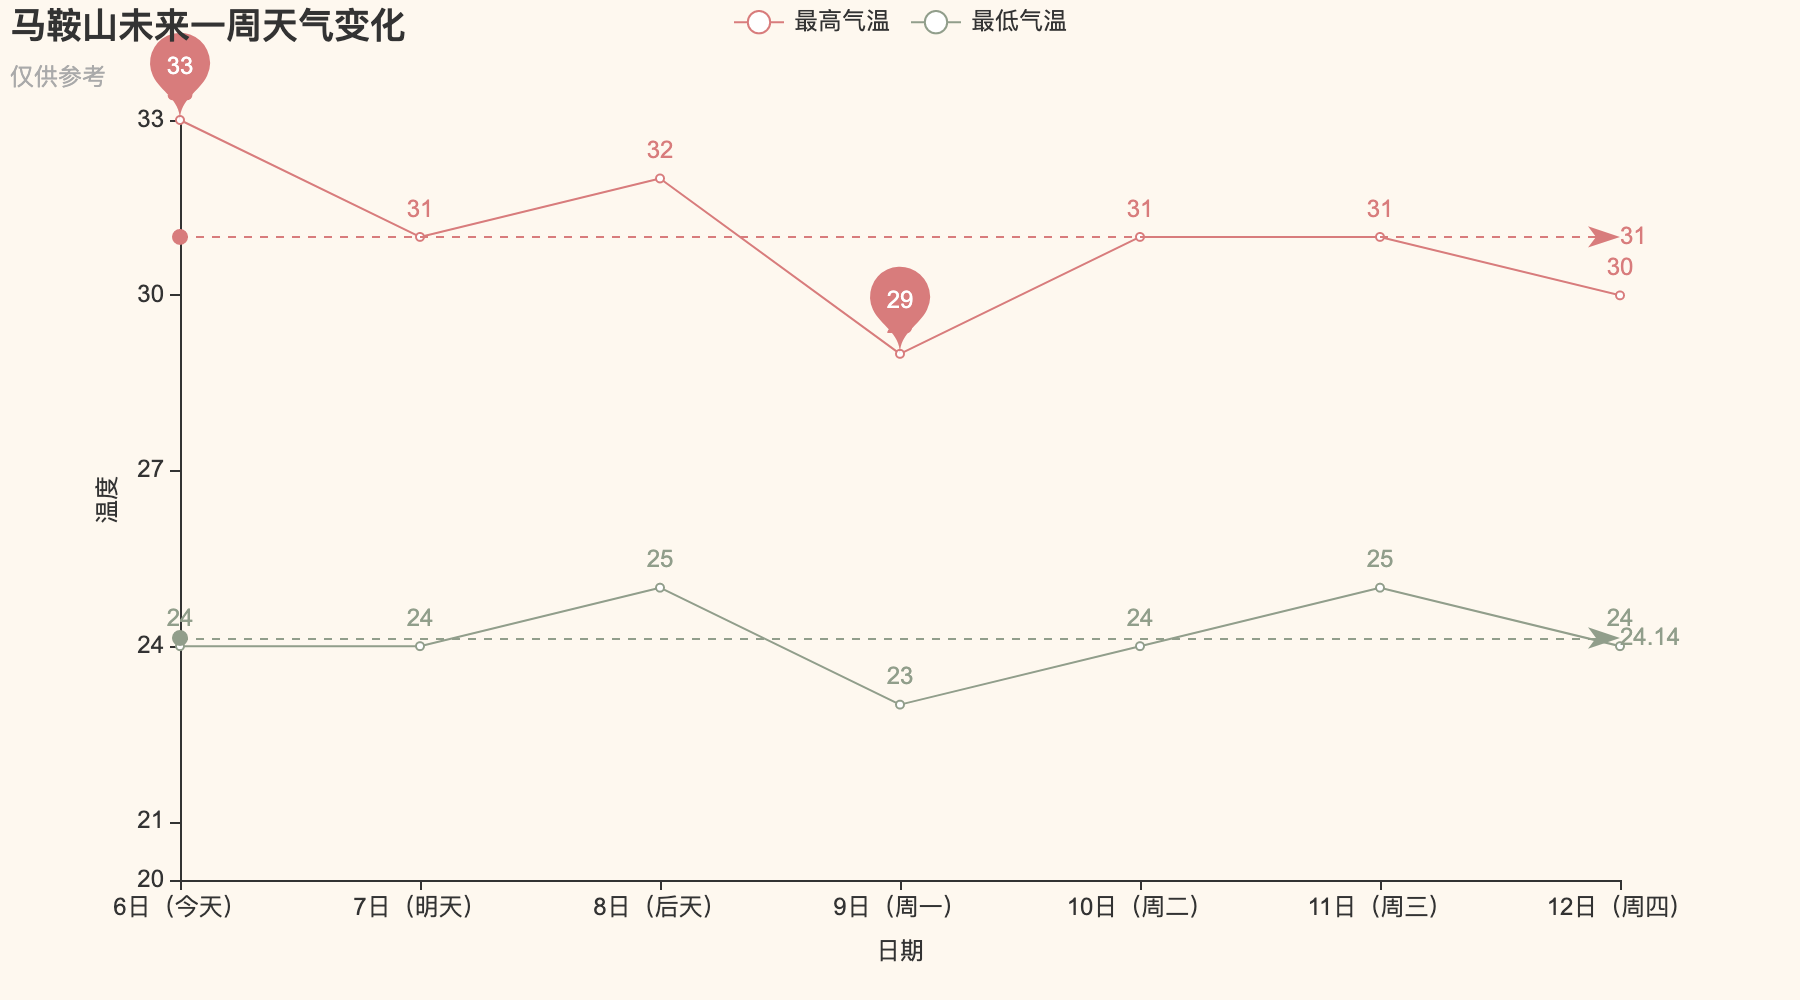 马鞍山未来一周天气变化
仅供参考
最高气温
最低气温
33
33
31
32
31
31
31
30
30
29
27
温度
25
25
24
24
24
24
24
24.14
23
21
20
6日（今天）
7日（明天）
8日（后天）
9日（周一）
10日（周二）
11日（周三）
12日（周四）
日期